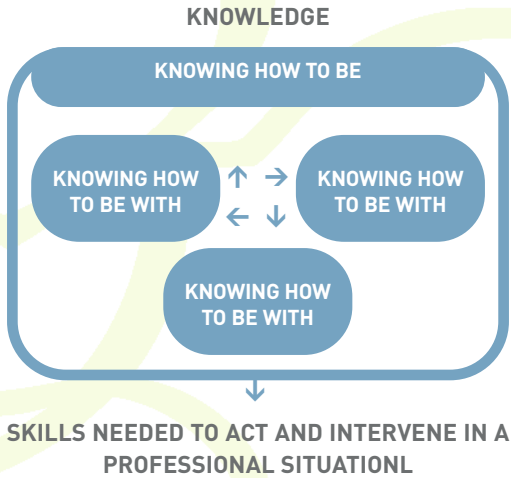 KNOWLEDGE
KNOWING HOW TO BE
KNOWING HOW
TO BE WITH
KNOWING HOW
TO BE WITH
KNOWING HOW
TO BE WITH
SKILLS NEEDED TO ACT AND INTERVENE IN A
PROFESSIONAL SITUATIONL